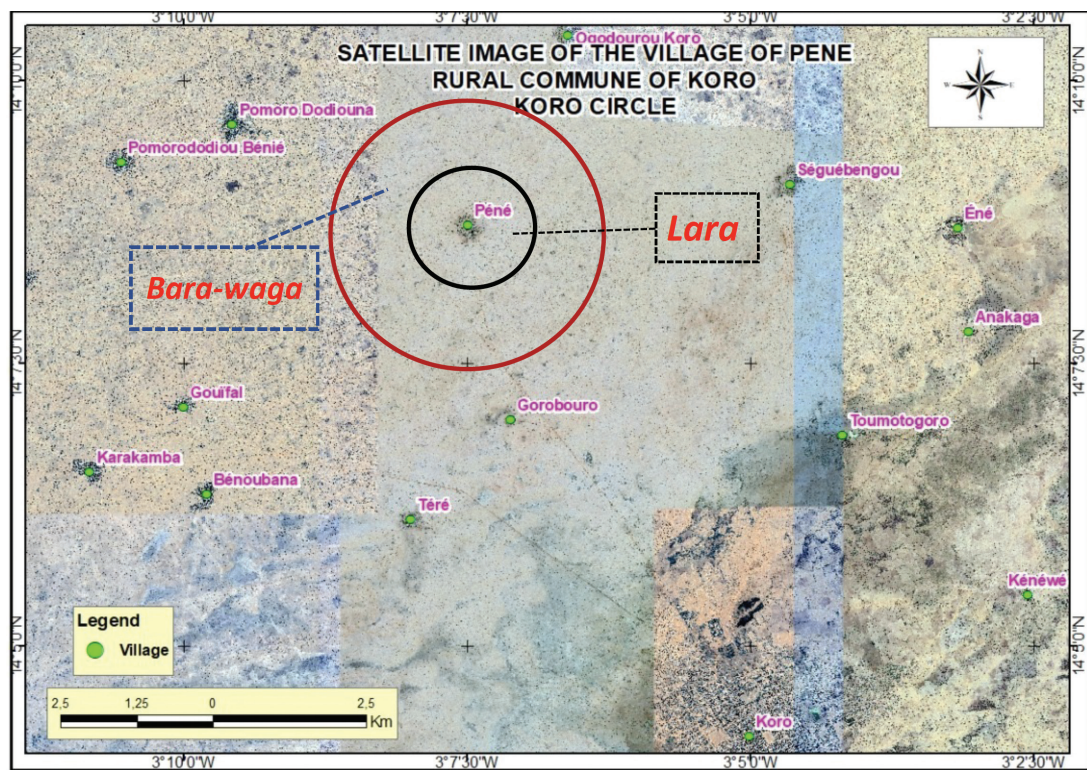 3°10'0"W 3°7'30"W 3°5'0"W 3°2'30"W
Ogodourou Koro
SATELLITE IMAGE OF THE VILLAGE OF PENE
RURAL COMMUNE OF KORO
KORO CIRCLE
N
W E
S
14°10'0"N 14°10'0"N
Pomoro Dodiouna
Pomorododiou Bénié
Séguébengou
Péné
Éné
Lara
Bara-waga
Anakaga
14°7'30"N 14°7'30"N
Gouïfal
Gorobouro
Toumotogoro
Karakamba
Bénoubana
Téré
Kénéwé
Legend
Village
14°5'0"N 14°5'0"N
2,5 1,25 0 2,5
Km
Koro
3°10'0"W 3°7'30"W 3°5'0"W 3°2'30"W